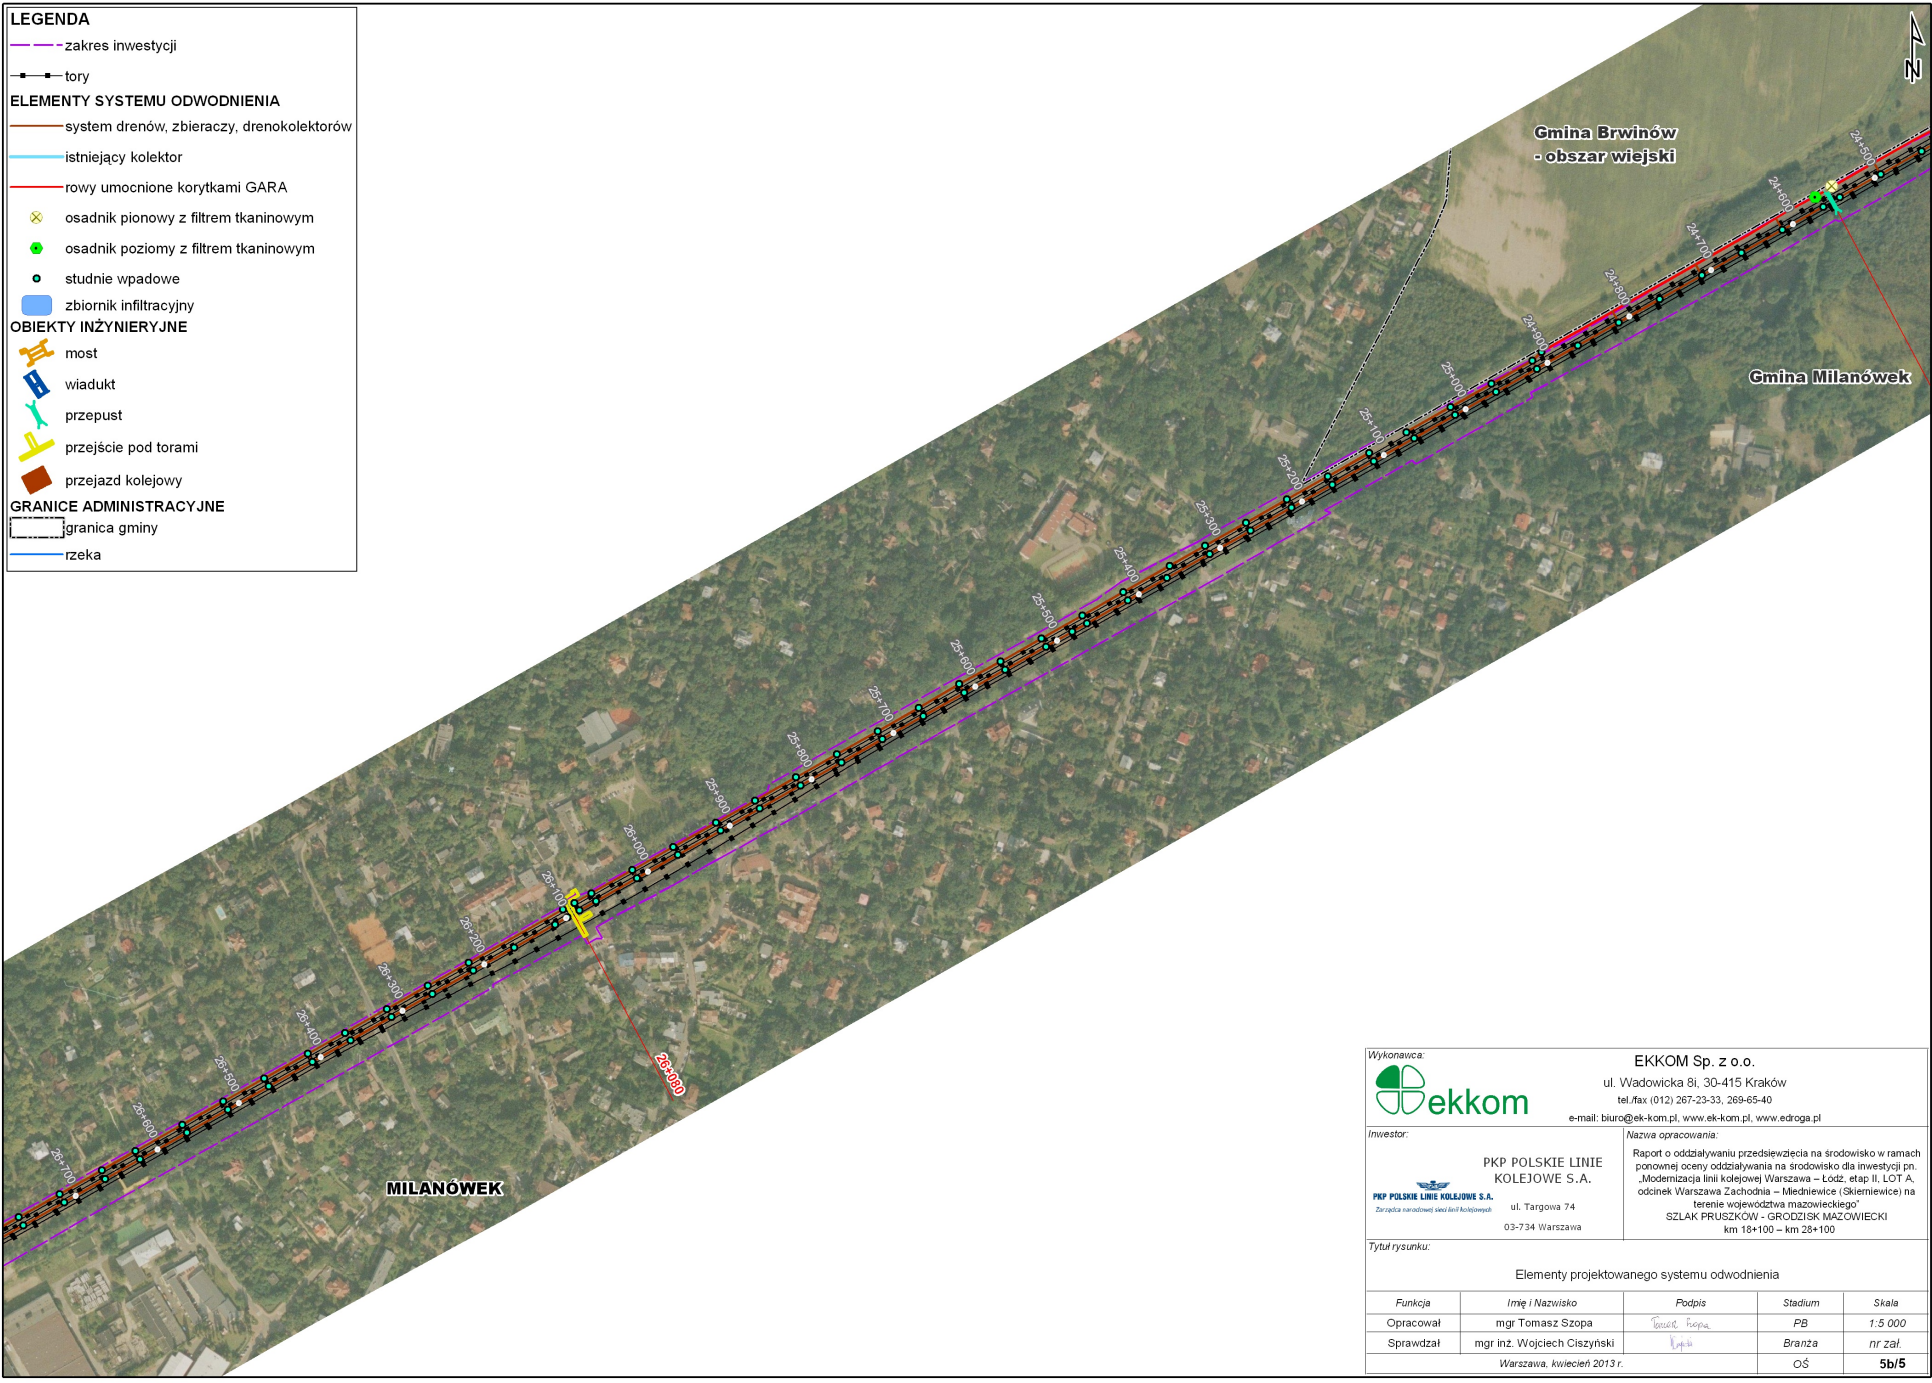 LEGENDA
zakres inwestycji
tory
ELEMENTY SYSTEMU ODWODNIENIA
system drenów, zbieraczy, drenokolektorów
istniejący kolektor
rowy umocnione korytkami GARA
osadnik pionowy z filtrem tkaninowym
osadnik poziomy z filtrem tkaninowym
studnie wpadowe
zbiornik infiltracyjny
OBIEKTY INŻYNIERYJNE
most
wiadukt
przepust
przejście pod torami
przejazd kolejowy
GRANICE ADMINISTRACYJNE
granica gminy
rzeka
N
Gmina Brwinów
- obszar wiejski
Gmina Milanówek
24+500
24+600
24+700
24+800
24+900
25+000
25+100
25+200
25+300
25+400
25+500
25+600
25+700
25+800
25+900
26+000
26+100
26+200
26+300
26+400
26+500
26+600
26+700
26+080
MILANÓWEK
Wykonawca:
ekkom
EKKOM Sp. z o.o.
ul. Wadowicka 8i, 30-415 Kraków
tel./fax (012) 267-23-33, 269-65-40
e-mail: biuro@ek-kom.pl, www.ek-kom.pl, www.edroga.pl
Inwestor:
PKP POLSKIE LINIE KOLEJOWE S.A.
Zarządca narodowej sieci linii kolejowych
PKP POLSKIE LINIE
KOLEJOWE S.A.
ul. Targowa 74
03-734 Warszawa
Nazwa opracowania:
Raport o oddziaływaniu przedsięwzięcia na środowisko w ramach
ponownej oceny oddziaływania na środowisko dla inwestycji pn.
„Modernizacja linii kolejowej Warszawa – Łódź, etap II, LOT A,
odcinek Warszawa Zachodnia – Miedniewice (Skierniewice) na
terenie województwa mazowieckiego"
SZLAK PRUSZKÓW - GRODZISK MAZOWIECKI
km 18+100 – km 28+100
Tytuł rysunku:
Elementy projektowanego systemu odwodnienia
Funkcja Imię i Nazwisko Podpis Stadium Skala
Opracował mgr Tomasz Szopa PB 1:5 000
Sprawdzał mgr inż. Wojciech Ciszyński Branża nr zał.
Warszawa, kwiecień 2013 r. OŚ 5b/5